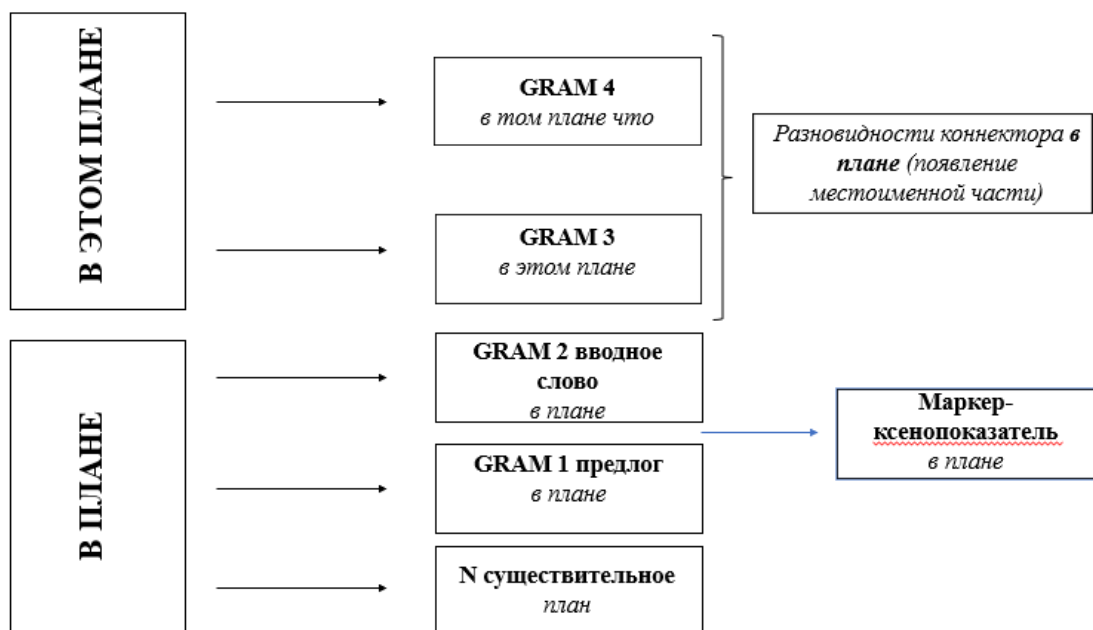 В ЭТОМ ПЛАНЕ
GRAM 4
в том плане что
Разновидности коннектора в
плане (появление
местоименной части)
GRAM 3
в этом плане
В ПЛАНЕ
GRAM 2 вводное
слово
в плане
Маркер-
ксенопоказатель
в плане
GRAM 1 предлог
в плане
N существительное
план